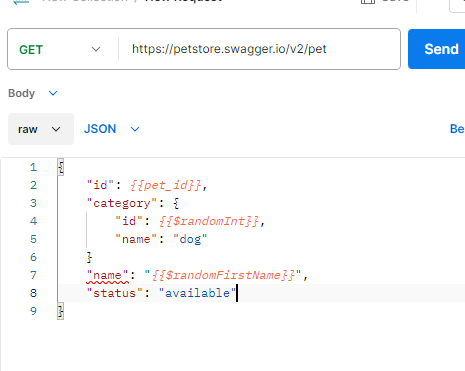 GET https://petstore.swagger.io/v2/pet Send
Body
raw JSON Be
1 {
2 "id": {{pet_id}},
3 "category": {
4 "id": {{$randomInt}},
5 "name": "dog"
6 }
7 "name": "{{$randomFirstName}}",
8 "status": "available"
9 }